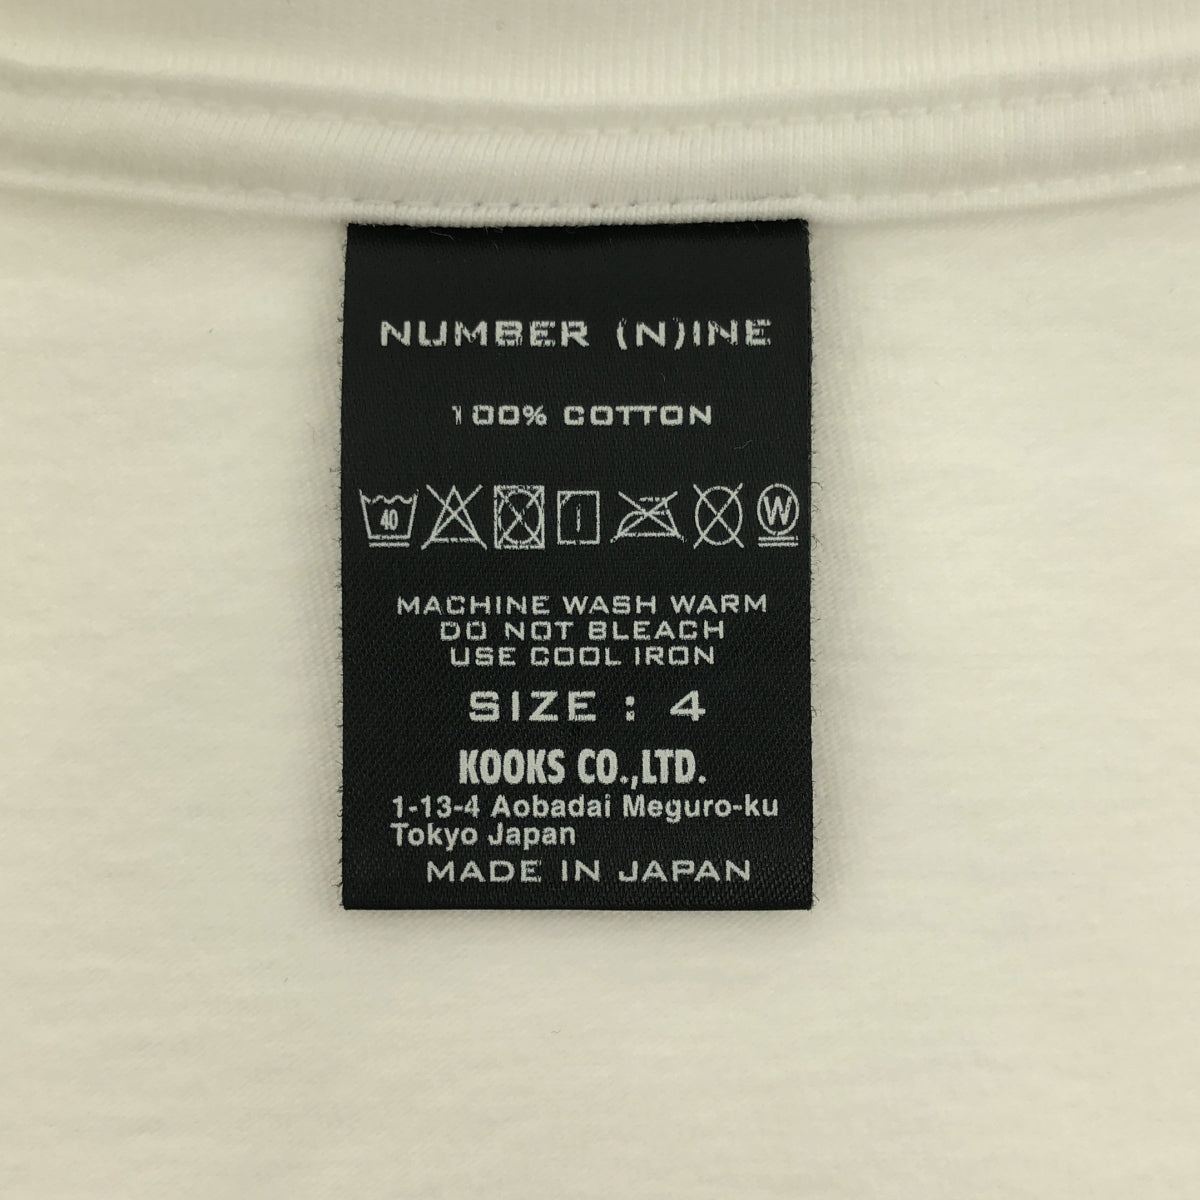 NUMBER (N)INE
100% COTTON
40 W
MACHINE WASH WARM
DO NOT BLEACH
USE COOL IRON
SIZE : 4
KOOKS CO.,LTD.
1-13-4 Aobadai Meguro-ku
Tokyo Japan
MADE IN JAPAN